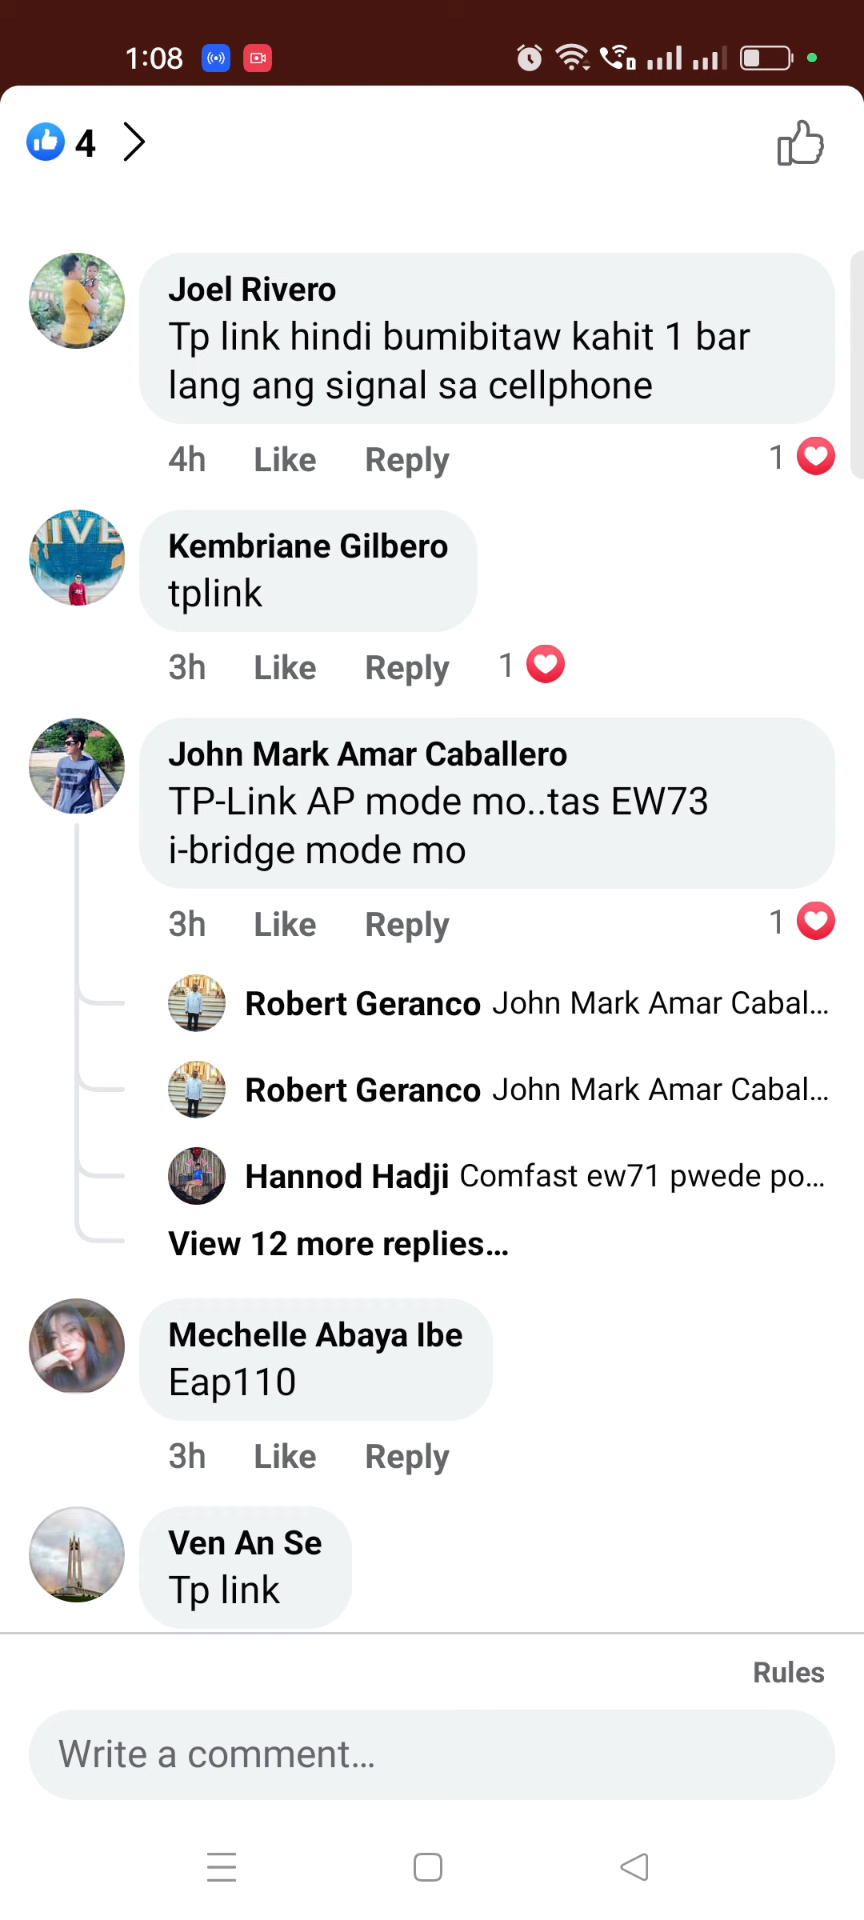 1:08
4
Joel Rivero
Tp link hindi bumibitaw kahit 1 bar
lang ang signal sa cellphone
4h Like Reply 1
Kembriane Gilbero
tplink
3h Like Reply 1
John Mark Amar Caballero
TP-Link AP mode mo..tas EW73
i-bridge mode mo
3h Like Reply 1
Robert Geranco John Mark Amar Cabal...
Robert Geranco John Mark Amar Cabal...
Hannod Hadji Comfast ew71 pwede po...
View 12 more replies...
Mechelle Abaya Ibe
Eap110
3h Like Reply
Ven An Se
Tp link
Rules
Write a comment...